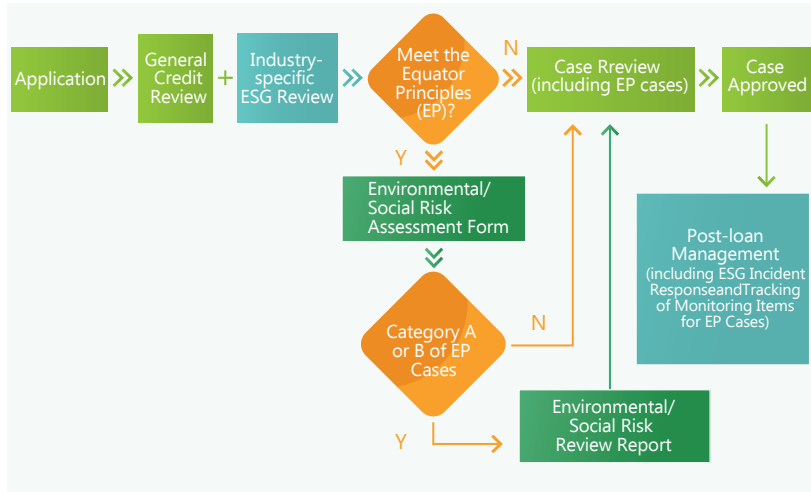 Application
General
Credit
Review
+
Industry-
specific
ESG Review
Meet the
Equator
Principles
(EP)?
N
Case Rreview
(including EP cases)
Case
Approved
Y
Environmental/
Social Risk
Assessment Form
Post-loan
Management
(including ESG Incident
ResponseandTracking
of Monitoring Items
for EP Cases)
Category A
or B of EP
Cases
N
Y
Environmental/
Social Risk
Review Report